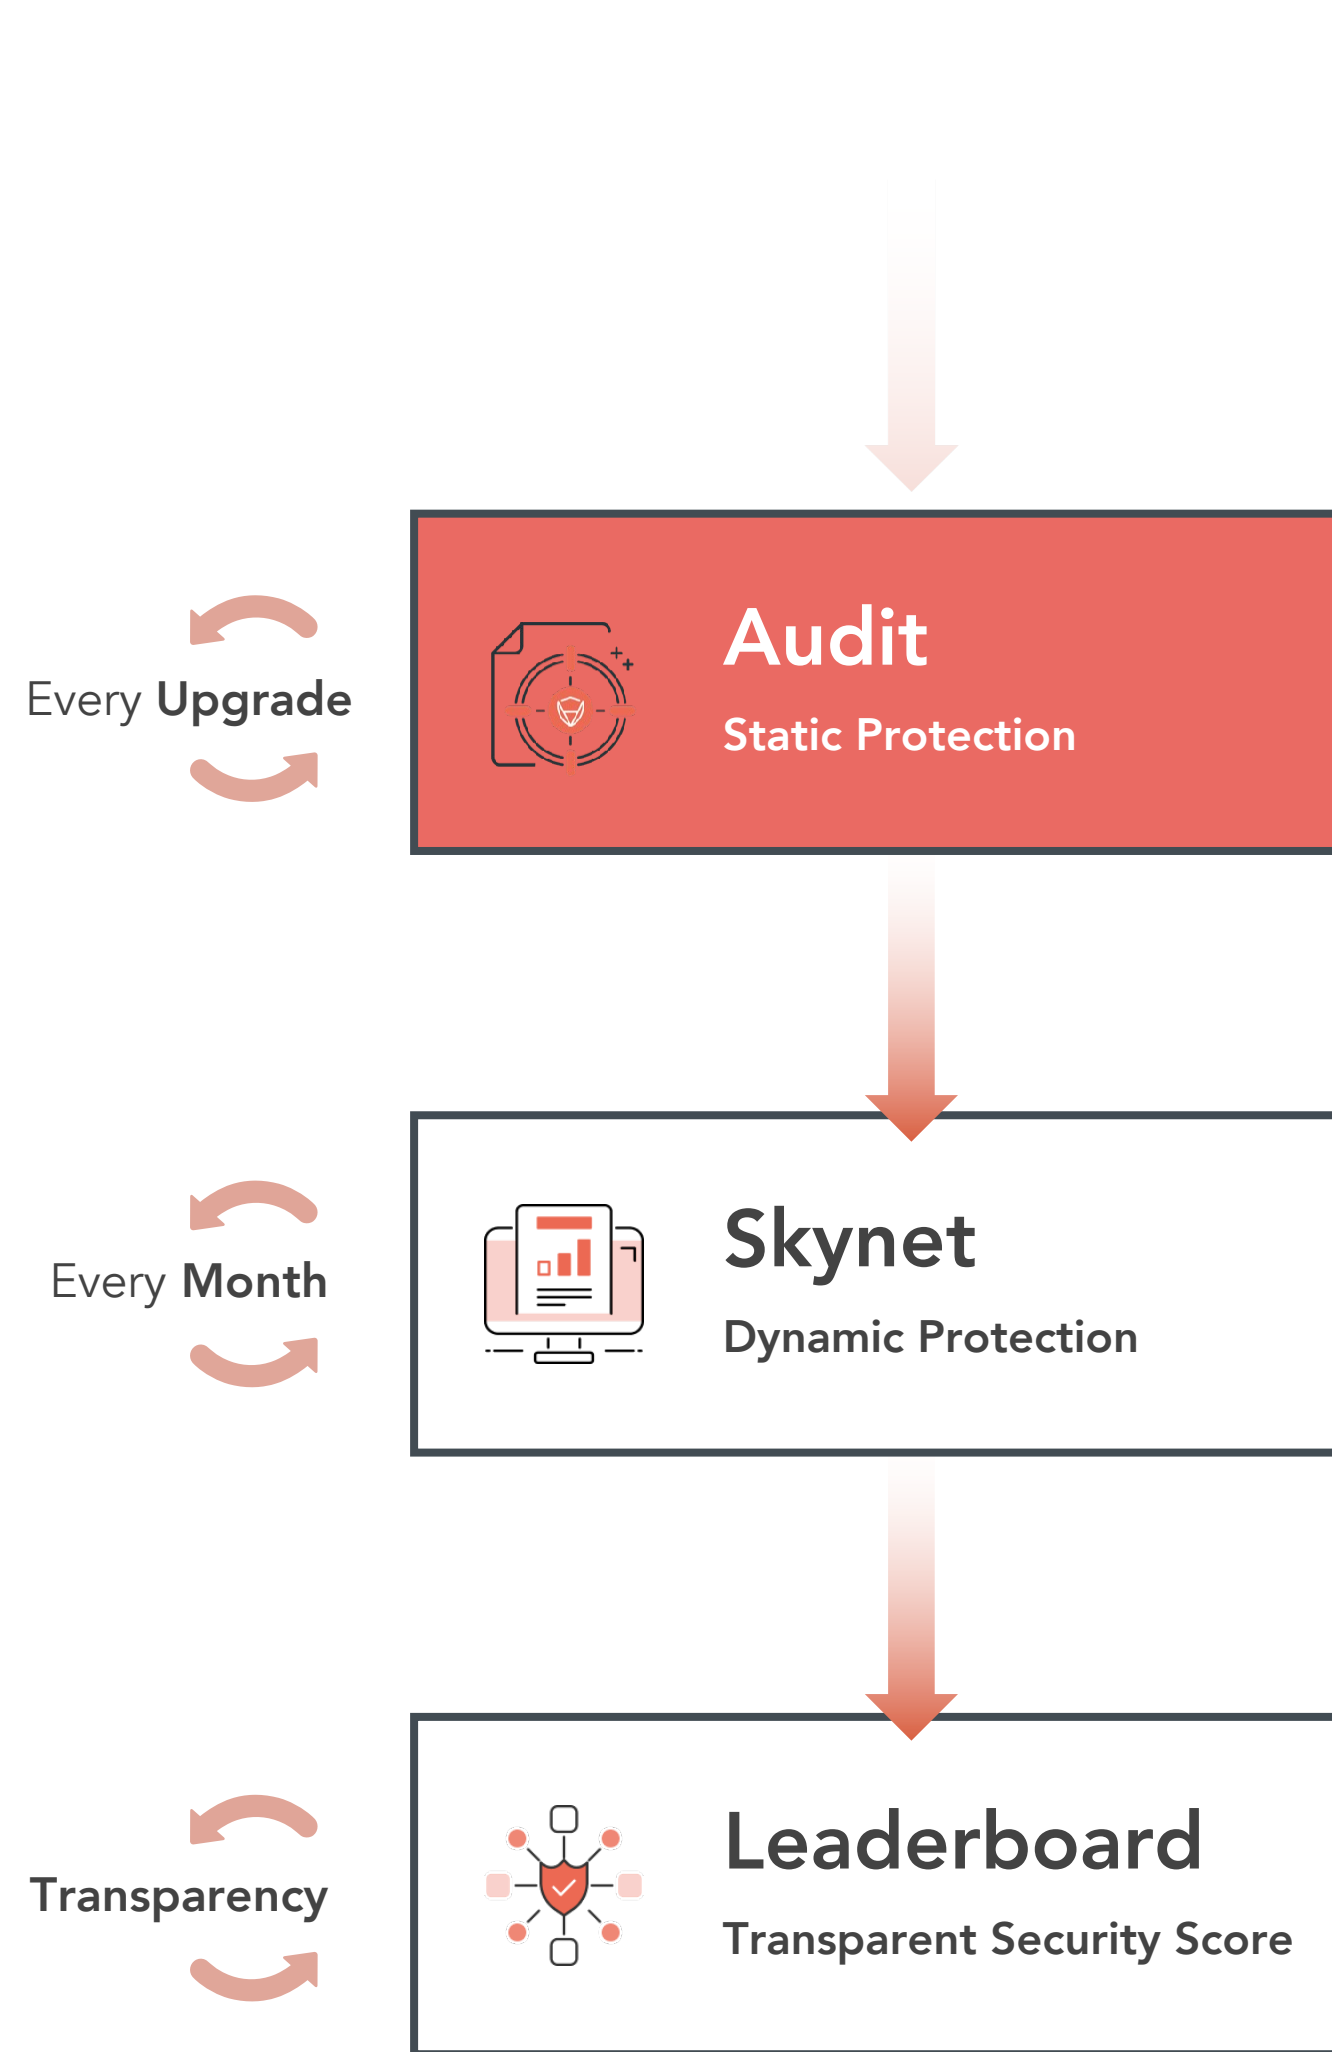 Audit
Static Protection
Every Upgrade
Skynet
Dynamic Protection
Every Month
Leaderboard
Transparent Security Score
Transparency